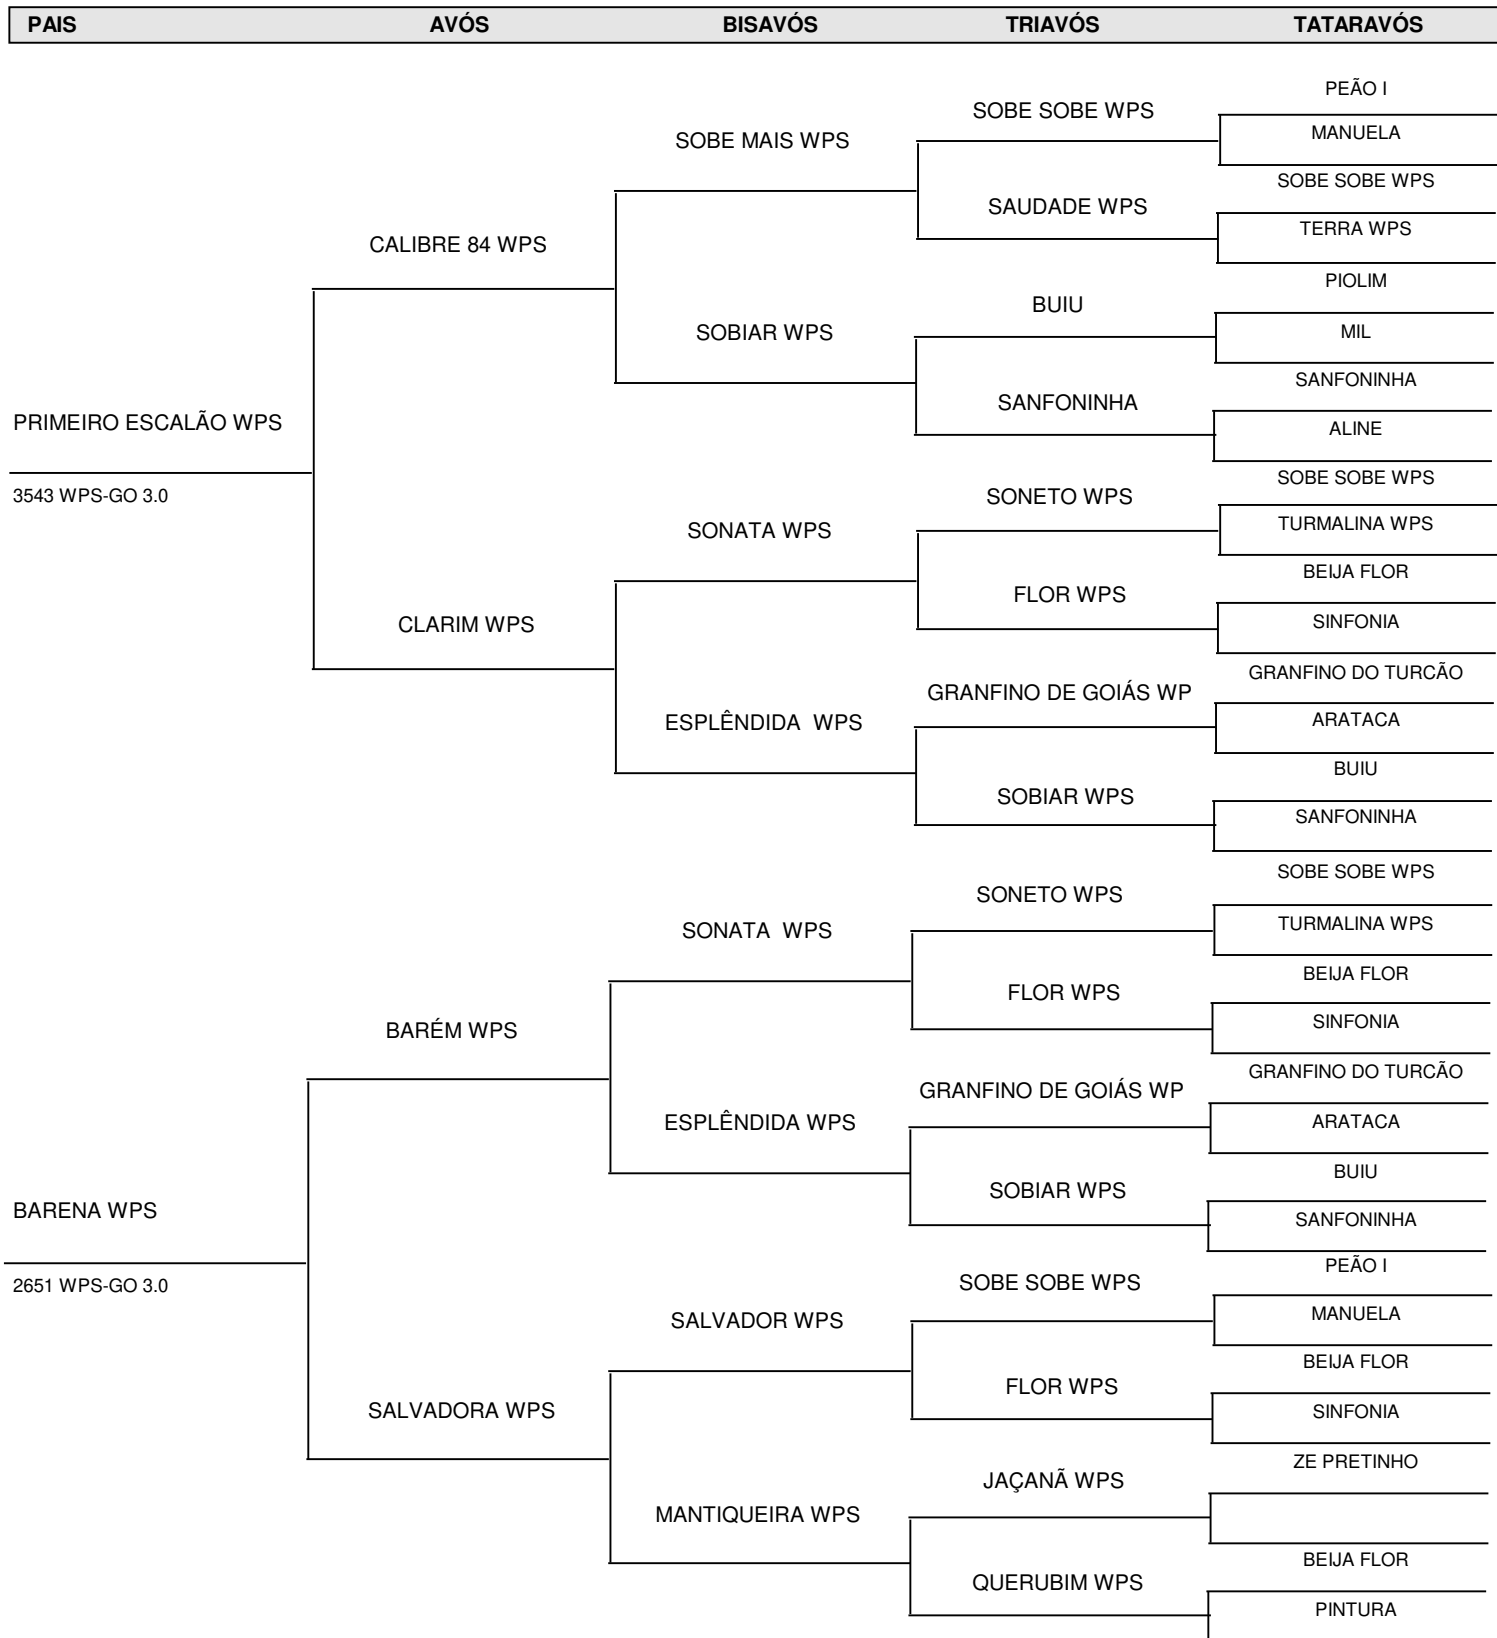 PAIS AVÓS BISAVÓS TRIAVÓS TATARAVÓS
PEÃO I
SOBE SOBE WPS
MANUELA
SOBE MAIS WPS
SOBE SOBE WPS
SAUDADE WPS
TERRA WPS
CALIBRE 84 WPS
PIOLIM
BUIU
MIL
SOBIAR WPS
SANFONINHA
SANFONINHA
PRIMEIRO ESCALÃO WPS
ALINE
SOBE SOBE WPS
3543 WPS-GO 3.0
SONETO WPS
TURMALINA WPS
SONATA WPS
BEIJA FLOR
FLOR WPS
SINFONIA
CLARIM WPS
GRANFINO DO TURCÃO
GRANFINO DE GOIÁS WP
ARATACA
ESPLÊNDIDA WPS
BUIU
SOBIAR WPS
SANFONINHA
SOBE SOBE WPS
SONETO WPS
TURMALINA WPS
SONATA WPS
BEIJA FLOR
FLOR WPS
SINFONIA
BARÉM WPS
GRANFINO DO TURCÃO
GRANFINO DE GOIÁS WP
ARATACA
ESPLÊNDIDA WPS
BUIU
SOBIAR WPS
BARENA WPS
SANFONINHA
PEÃO I
2651 WPS-GO 3.0
SOBE SOBE WPS
MANUELA
SALVADOR WPS
BEIJA FLOR
FLOR WPS
SALVADORA WPS
SINFONIA
ZE PRETINHO
JAÇANÃ WPS
MANTIQUEIRA WPS
BEIJA FLOR
QUERUBIM WPS
PINTURA